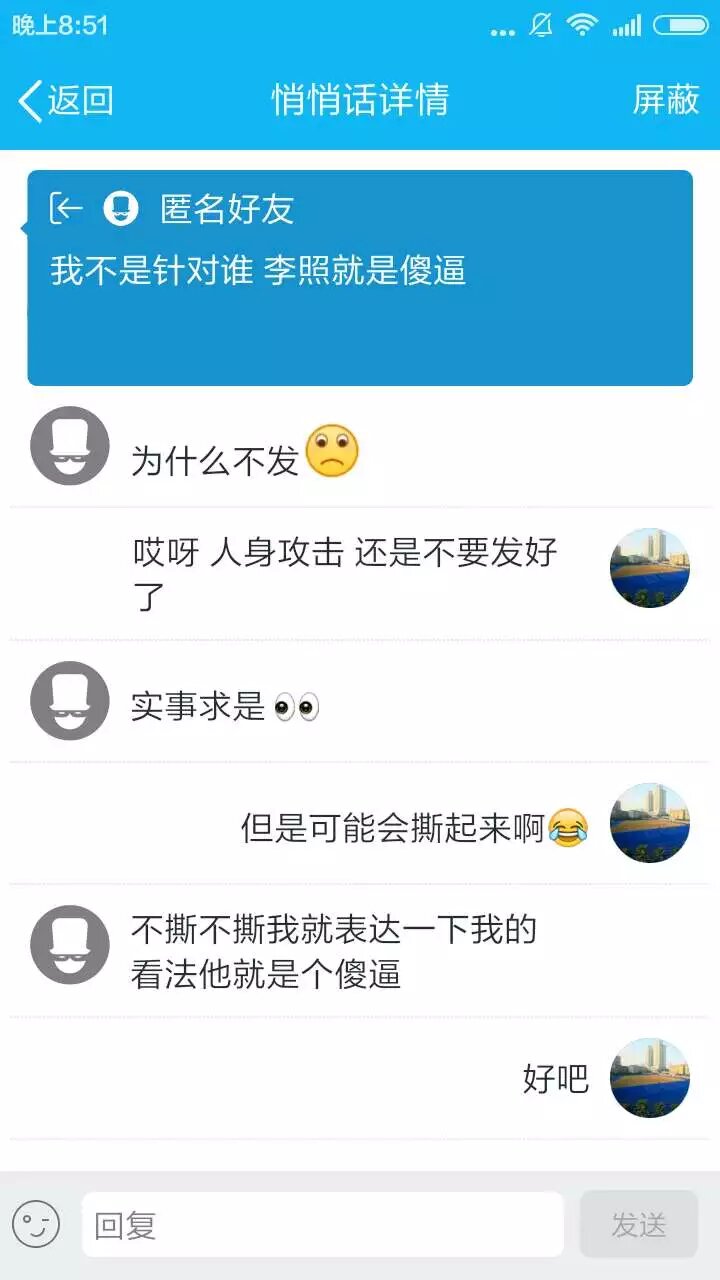 晚上8:51
返回
悄悄话详情
屏蔽
匿名好友
我不是针对谁 李照就是傻逼
为什么不发
哎呀 人身攻击 还是不要发好
了
实事求是
但是可能会撕起来啊
不撕不撕我就表达一下我的
看法他就是个傻逼
好吧
回复
发送